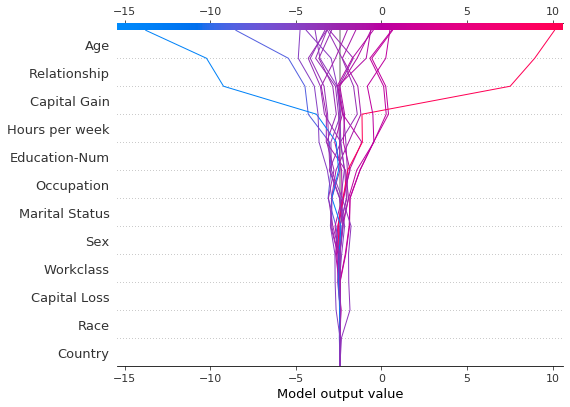 −15 −10 −5 0 5 10
Age
Relationship
Capital Gain
Hours per week
Education-Num
Occupation
Marital Status
Sex
Workclass
Capital Loss
Race
Country
−15 −10 −5 0 5 10
Model output value